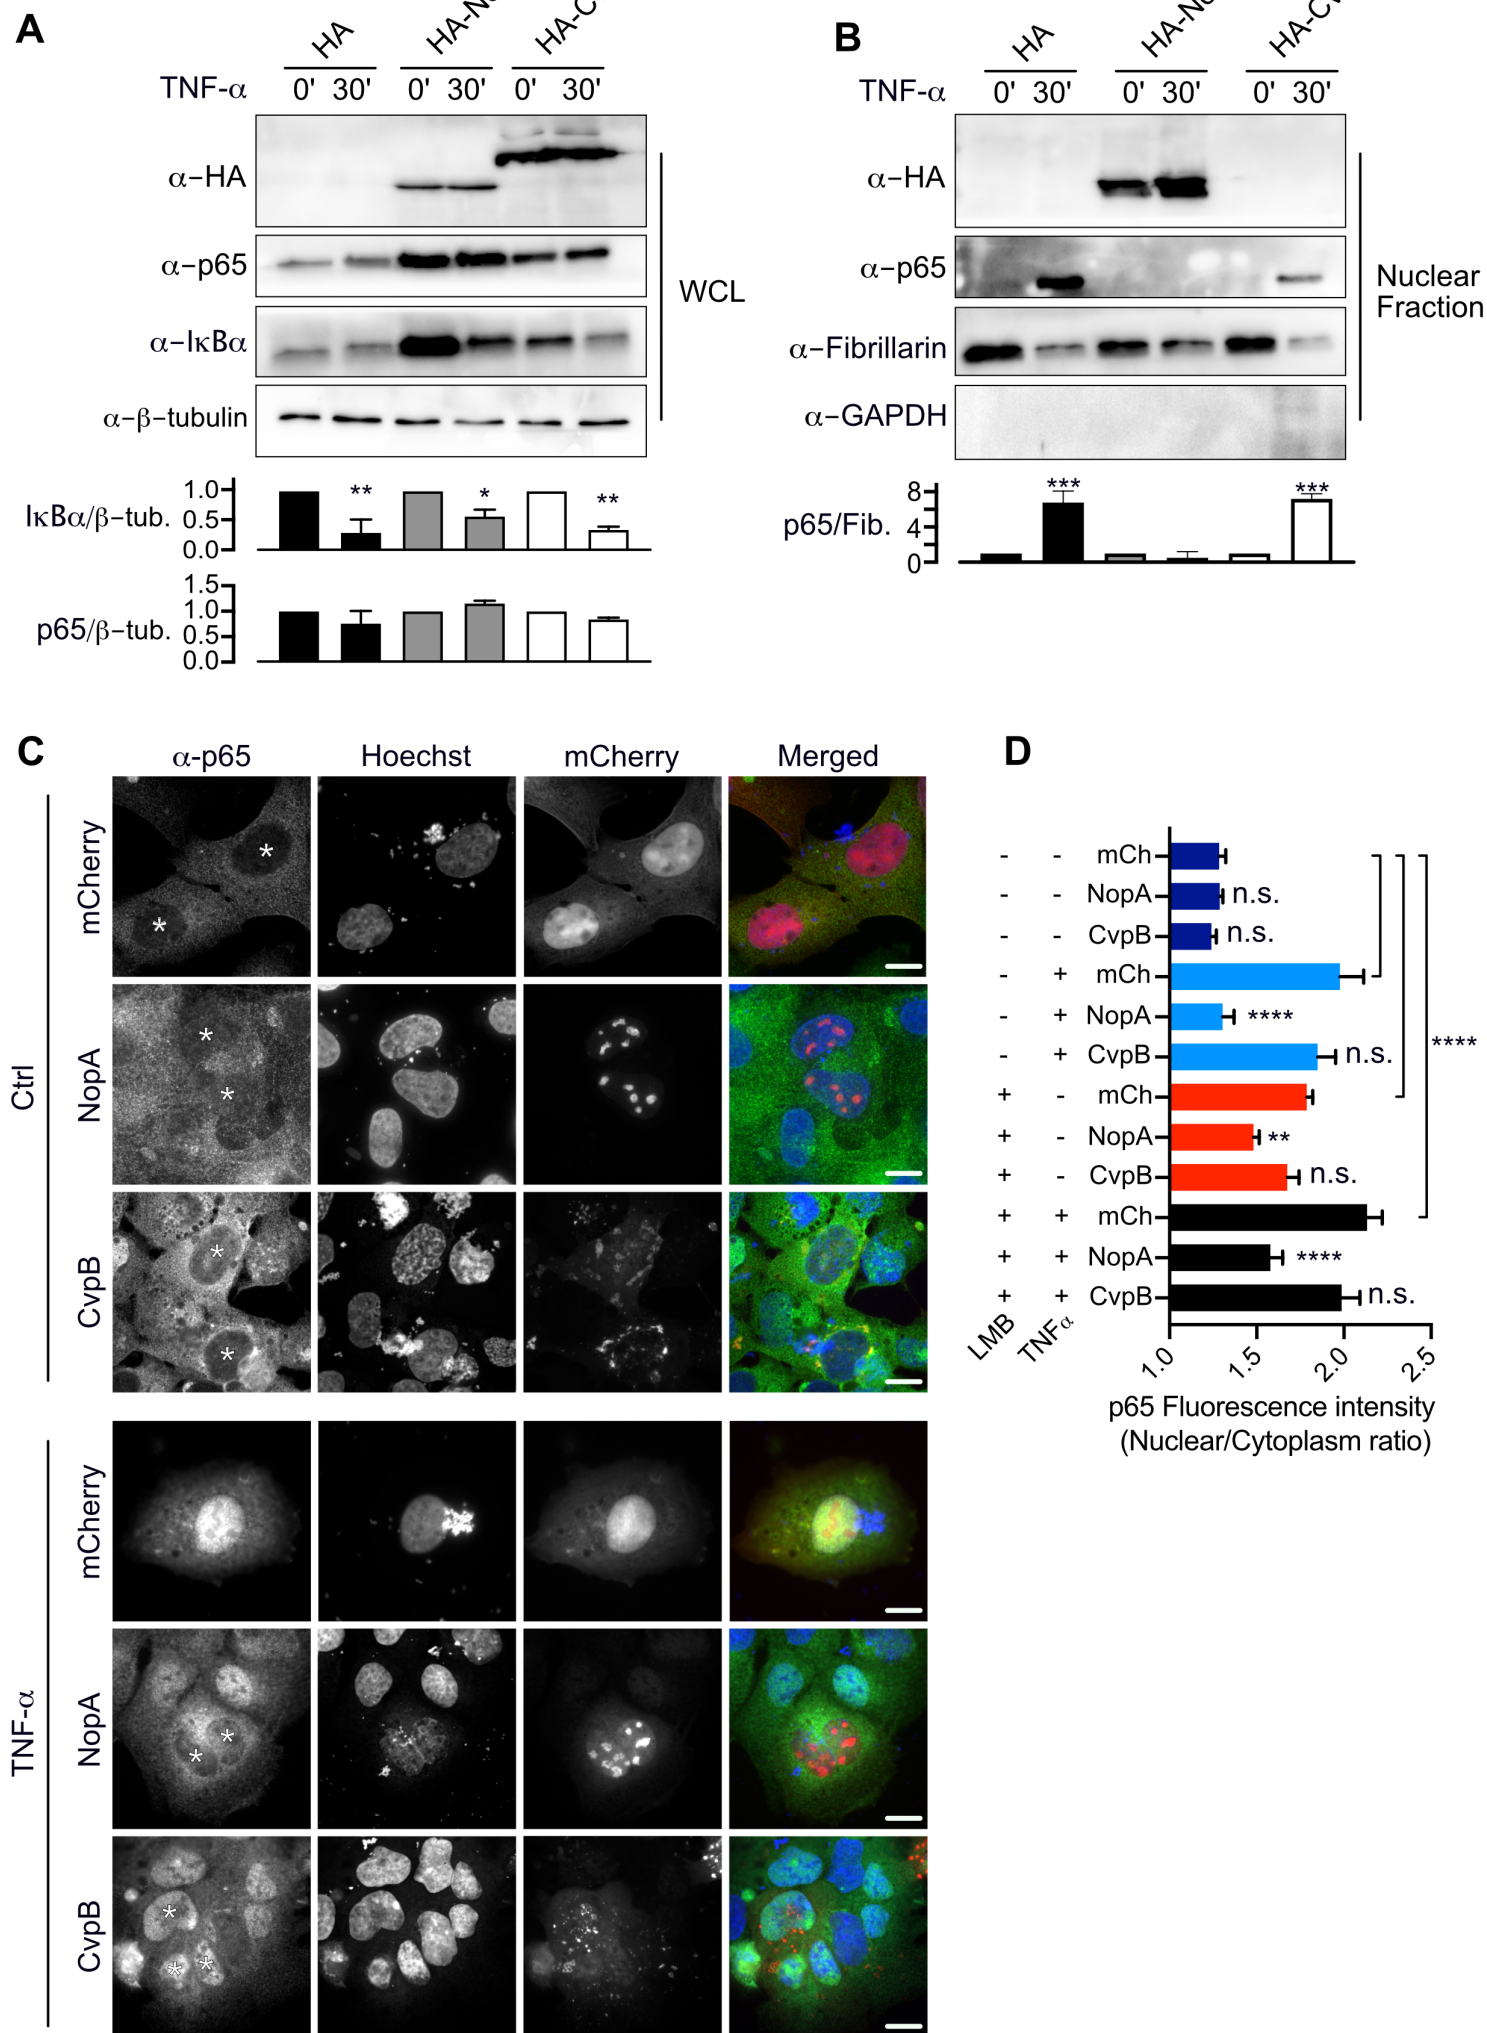 A
HA
TNF-α
0' 30' 0' 30' 0' 30'
α-HA
α-p65
α-IκBα
α-β-tubulin
WCL
IκBα/β-tub.
1.0
0.5
0.0
** * **
p65/β-tub.
1.5
1.0
0.5
0.0
B
HA
TNF-α
0' 30' 0' 30' 0' 30'
α-HA
α-p65
α-Fibrillarin
α-GAPDH
Nuclear
Fraction
p65/Fib.
8
4
0
*** ***
C
α-p65 Hoechst mCherry Merged
Ctrl
mCherry
* *
NopA
* *
CvpB
* *
TNF-α
mCherry
NopA
* *
CvpB
* * *
D
- - mCh
- - NopA n.s.
- - CvpB n.s.
- + mCh
- + NopA ****
- + CvpB n.s.
****
+ - mCh
+ - NopA **
+ - CvpB n.s.
+ + mCh
+ + NopA ****
+ + CvpB n.s.
LMB TNFα
1.0 1.5 2.0 2.5
p65 Fluorescence intensity
(Nuclear/Cytoplasm ratio)